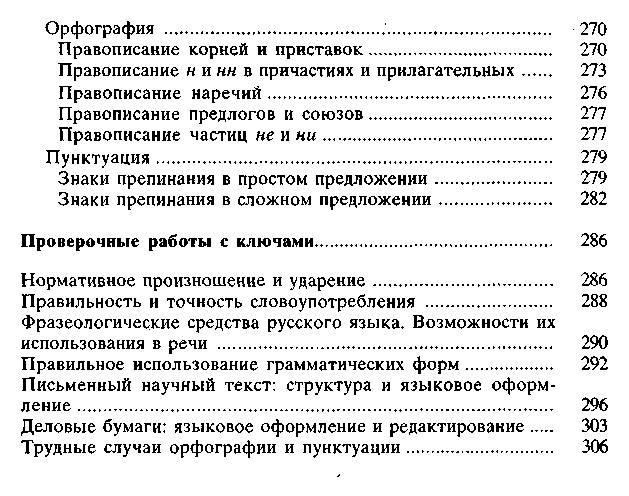 Орфография ........ 270
Правописание корней и приставок ........ 270
Правописание н и нн в причастиях и прилагательных ..... 273
Правописание наречий ........ 276
Правописание предлогов и союзов ........ 277
Правописание частиц не и ни ........ 277
Пунктуация ........ 279
Знаки препинания в простом предложении ........ 279
Знаки препинания в сложном предложении ........ 282
Проверочные работы с ключами ........ 286
Нормативное произношение и ударение ........ 286
Правильность и точность словоупотребления ........ 288
Фразеологические средства русского языка. Возможности их
использования в речи ........ 290
Правильное использование грамматических форм ........ 292
Письменный научный текст: структура и языковое оформ-
ление ........ 296
Деловые бумаги: языковое оформление и редактирование ..... 303
Трудные случаи орфографии и пунктуации ........ 306